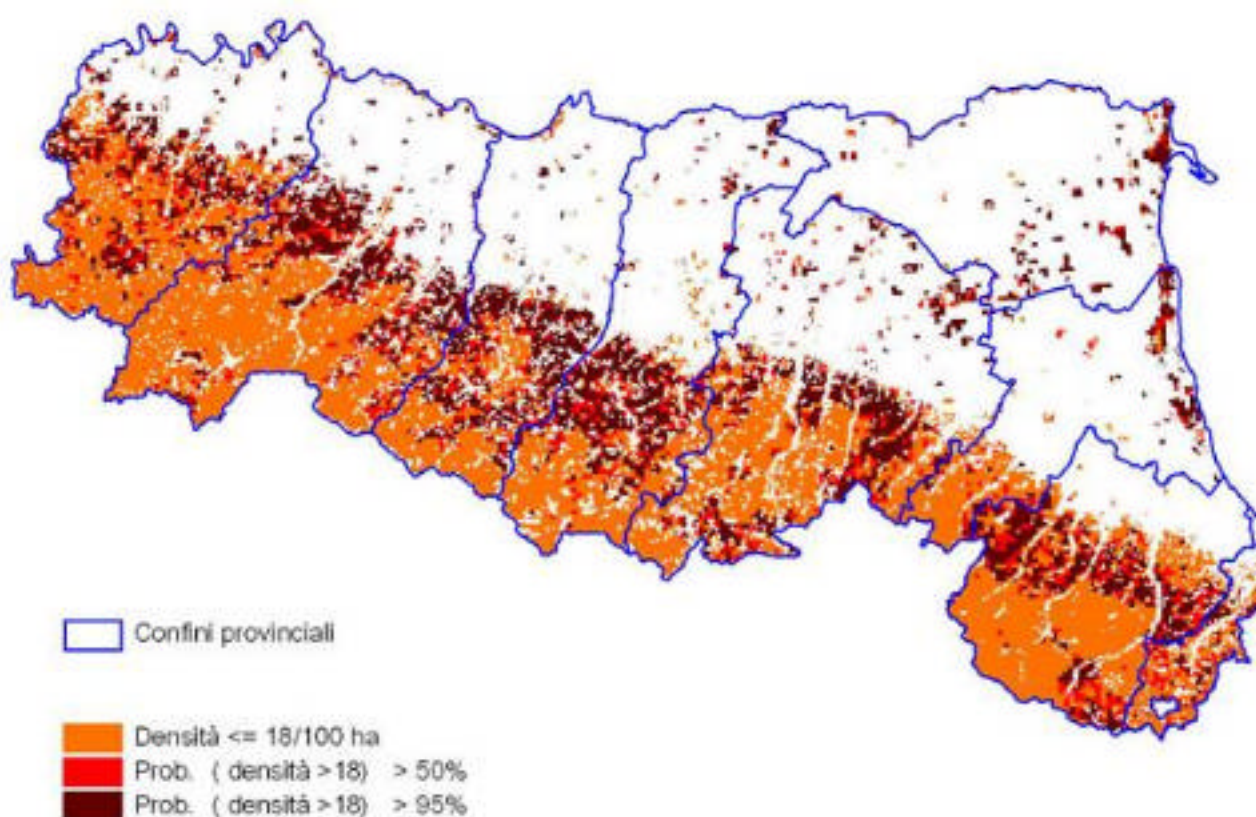 Confini provinciali
Densità <= 18/100 ha
Prob. ( densità >18) > 50%
Prob. ( densità >18) > 95%